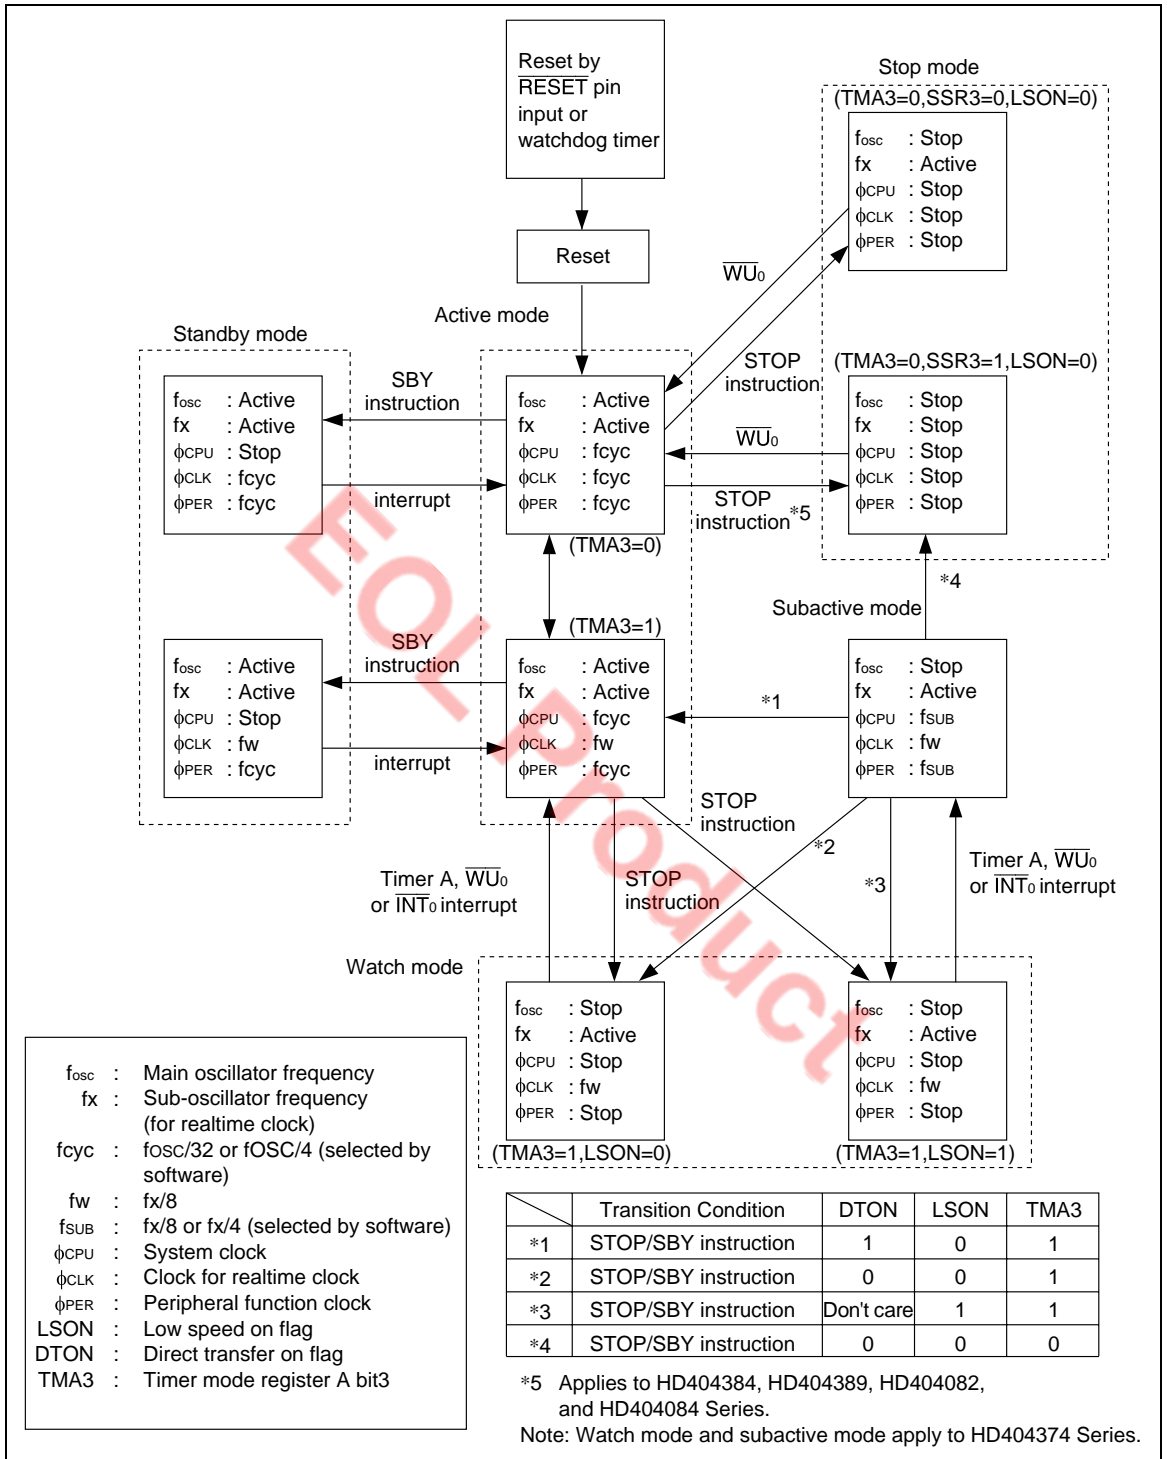 Reset by
RESET pin
input or
watchdog timer
Reset
Stop mode
(TMA3=0,SSR3=0,LSON=0)
fosc : Stop
fx : Active
ϕCPU : Stop
ϕCLK : Stop
ϕPER : Stop
WU0
STOP
instruction
Active mode
Standby mode
(TMA3=0,SSR3=1,LSON=0)
fosc : Active
fx : Active
ϕCPU : Stop
ϕCLK : fcyc
ϕPER : fcyc
SBY
instruction
interrupt
fosc : Active
fx : Active
ϕCPU : fcyc
ϕCLK : fcyc
ϕPER : fcyc
(TMA3=0)
WU0
STOP
instruction*5
fosc : Stop
fx : Stop
ϕCPU : Stop
ϕCLK : Stop
ϕPER : Stop
*4
Subactive mode
(TMA3=1)
fosc : Active
fx : Active
ϕCPU : Stop
ϕCLK : fw
ϕPER : fcyc
SBY
instruction
interrupt
fosc : Active
fx : Active
ϕCPU : fcyc
ϕCLK : fw
ϕPER : fcyc
*1
fosc : Stop
fx : Active
ϕCPU : fSUB
ϕCLK : fw
ϕPER : fSUB
STOP
instruction
*2
Timer A, WU0
or INT0 interrupt
STOP
instruction
*3
Timer A, WU0
or INT0 interrupt
Watch mode
fosc : Stop
fx : Active
ϕCPU : Stop
ϕCLK : fw
ϕPER : Stop
(TMA3=1,LSON=0)
fosc : Stop
fx : Active
ϕCPU : Stop
ϕCLK : fw
ϕPER : Stop
(TMA3=1,LSON=1)
EOL Product
fosc : Main oscillator frequency
fx : Sub-oscillator frequency
(for realtime clock)
fcyc : fOSC/32 or fOSC/4 (selected by
software)
fw : fx/8
fSUB : fx/8 or fx/4 (selected by software)
ϕCPU : System clock
ϕCLK : Clock for realtime clock
ϕPER : Peripheral function clock
LSON : Low speed on flag
DTON : Direct transfer on flag
TMA3 : Timer mode register A bit3
Transition Condition DTON LSON TMA3
*1 STOP/SBY instruction 1 0 1
*2 STOP/SBY instruction 0 0 1
*3 STOP/SBY instruction Don't care 1 1
*4 STOP/SBY instruction 0 0 0
*5 Applies to HD404384, HD404389, HD404082,
and HD404084 Series.
Note: Watch mode and subactive mode apply to HD404374 Series.